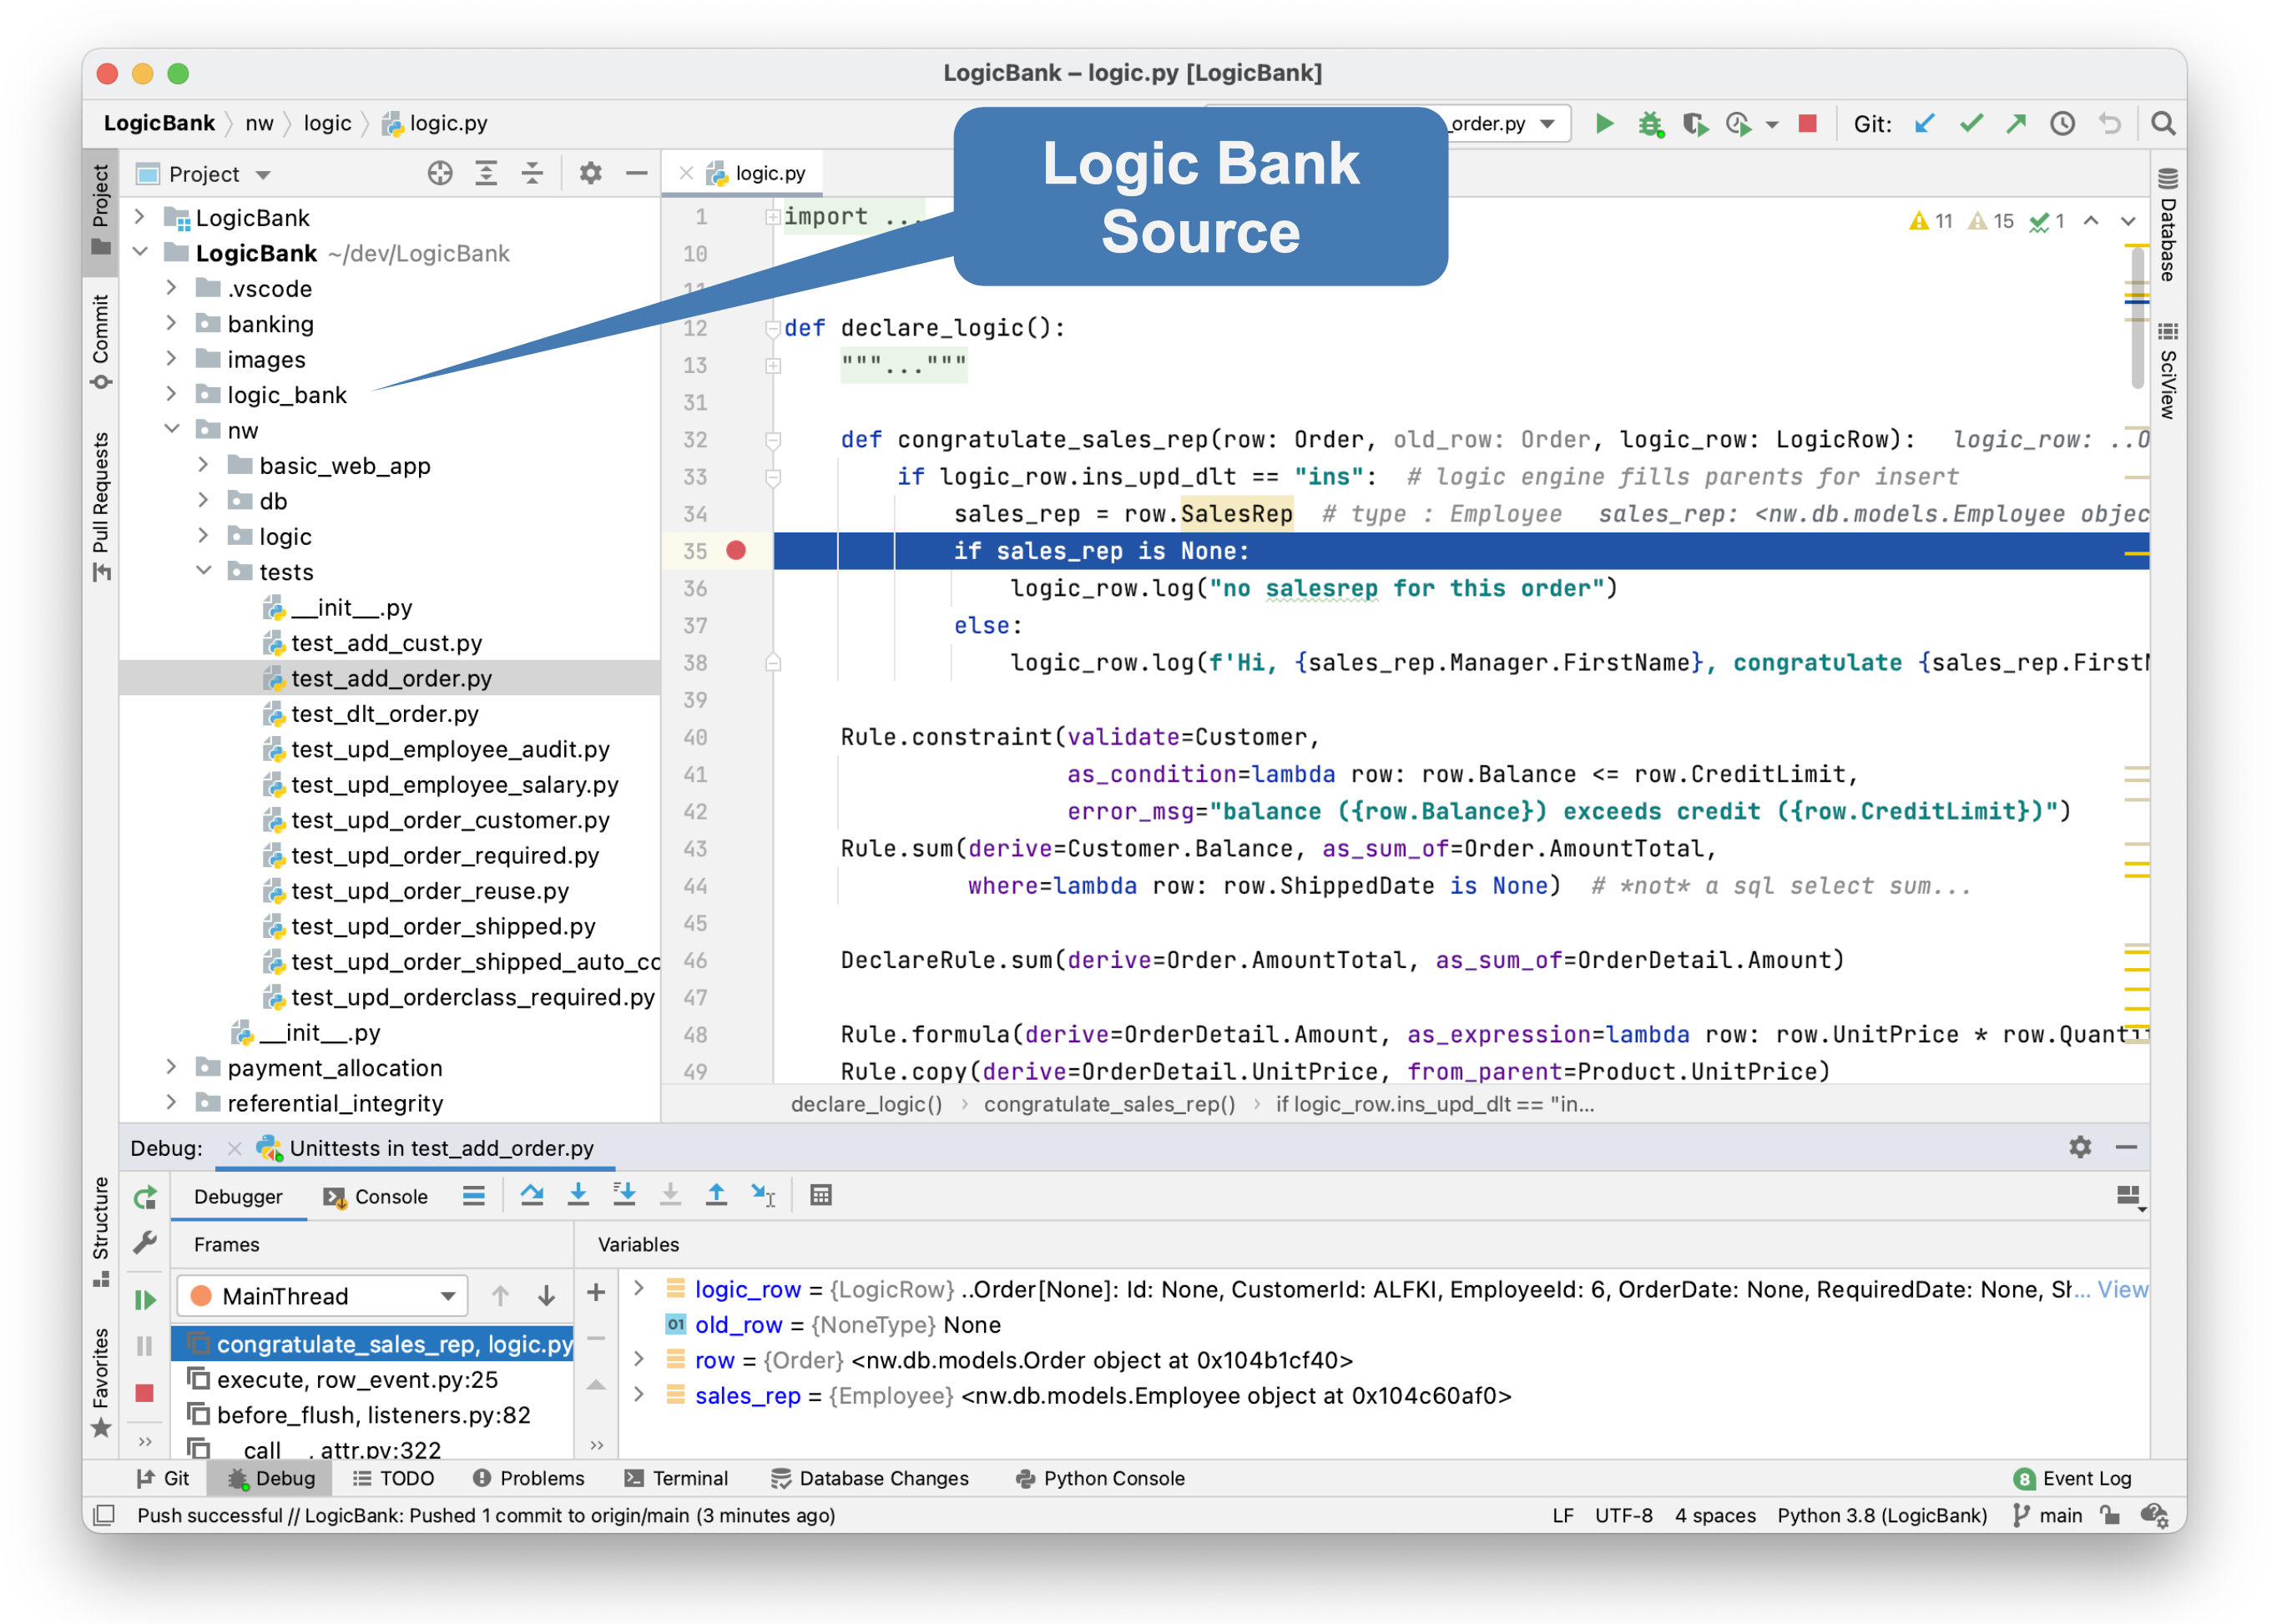 LogicBank – logic.py [LogicBank]
LogicBank nw logic logic.py
_order.py Git:
Logic Bank
Source
Project
Commit
Pull Requests
Structure
Favorites
Database
SciView
Project
LogicBank
LogicBank ~/dev/LogicBank
.vscode
banking
images
logic_bank
nw
basic_web_app
db
logic
tests
__init__.py
test_add_cust.py
test_add_order.py
test_dlt_order.py
test_upd_employee_audit.py
test_upd_employee_salary.py
test_upd_order_customer.py
test_upd_order_required.py
test_upd_order_reuse.py
test_upd_order_shipped.py
test_upd_order_shipped_auto_co
test_upd_orderclass_required.py
__init__.py
payment_allocation
referential_integrity
logic.py
11 15 1
1 import ...
10
11
12 def declare_logic():
13 """..."""
31
32 def congratulate_sales_rep(row: Order, old_row: Order, logic_row: LogicRow): logic_row: ..O
33 if logic_row.ins_upd_dlt == "ins": # logic engine fills parents for insert
34 sales_rep = row.SalesRep # type : Employee sales_rep: <nw.db.models.Employee objec
35 if sales_rep is None:
36 logic_row.log("no salesrep for this order")
37 else:
38 logic_row.log(f'Hi, {sales_rep.Manager.FirstName}, congratulate {sales_rep.FirstN
39
40 Rule.constraint(validate=Customer,
41 as_condition=lambda row: row.Balance <= row.CreditLimit,
42 error_msg="balance ({row.Balance}) exceeds credit ({row.CreditLimit})")
43 Rule.sum(derive=Customer.Balance, as_sum_of=Order.AmountTotal,
44 where=lambda row: row.ShippedDate is None) # *not* a sql select sum...
45
46 DeclareRule.sum(derive=Order.AmountTotal, as_sum_of=OrderDetail.Amount)
47
48 Rule.formula(derive=OrderDetail.Amount, as_expression=lambda row: row.UnitPrice * row.Quantit
49 Rule.copy(derive=OrderDetail.UnitPrice, from_parent=Product.UnitPrice)
declare_logic() › congratulate_sales_rep() › if logic_row.ins_upd_dlt == "in...
Debug: Unittests in test_add_order.py
Debugger Console
Frames Variables
MainThread
congratulate_sales_rep, logic.py
execute, row_event.py:25
before_flush, listeners.py:82
__call__, attr.py:322
logic_row = {LogicRow} ..Order[None]: Id: None, CustomerId: ALFKI, EmployeeId: 6, OrderDate: None, RequiredDate: None, Sh... View
01 old_row = {NoneType} None
row = {Order} <nw.db.models.Order object at 0x104b1cf40>
sales_rep = {Employee} <nw.db.models.Employee object at 0x104c60af0>
Git Debug TODO Problems Terminal Database Changes Python Console 8 Event Log
Push successful // LogicBank: Pushed 1 commit to origin/main (3 minutes ago) LF UTF-8 4 spaces Python 3.8 (LogicBank) main